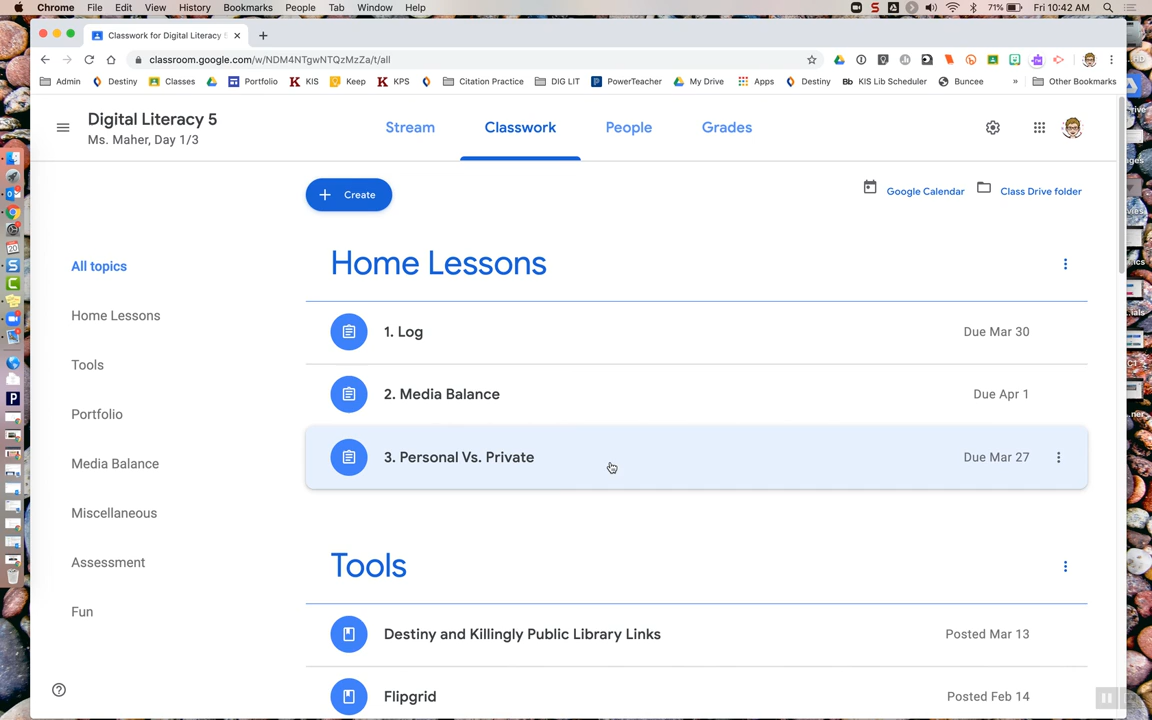 Chrome File Edit View History Bookmarks People Tab Window Help 71% Fri 10:42 AM
Classwork for Digital Literacy 5
classroom.google.com/w/NDM4NTgwNTQzMzZa/t/all
Admin Destiny Classes Portfolio KIS Keep KPS Citation Practice DIG LIT PowerTeacher My Drive Apps Destiny Bb KIS Lib Scheduler Buncee » Other Bookmarks
Digital Literacy 5
Ms. Maher, Day 1/3
Stream Classwork People Grades
+ Create
Google Calendar Class Drive folder
All topics
Home Lessons
Tools
Portfolio
Media Balance
Miscellaneous
Assessment
Fun
Home Lessons
1. Log Due Mar 30
2. Media Balance Due Apr 1
3. Personal Vs. Private Due Mar 27
Tools
Destiny and Killingly Public Library Links Posted Mar 13
Flipgrid Posted Feb 14